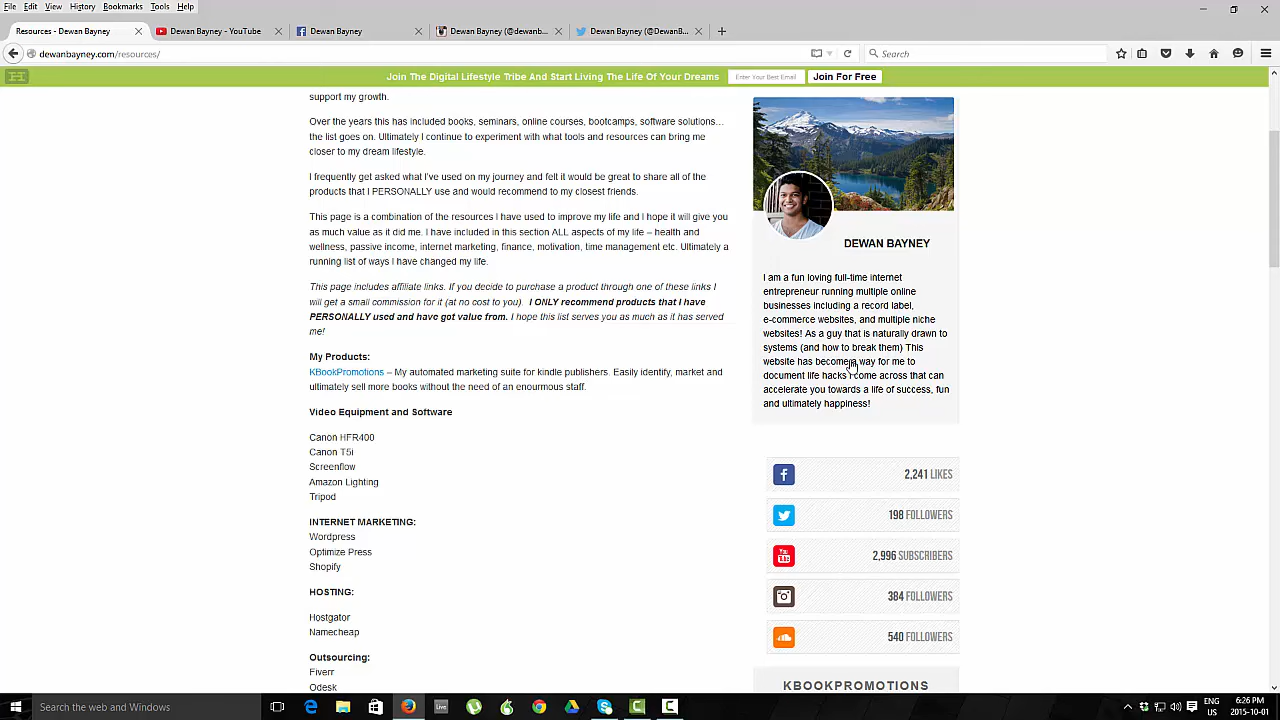 File Edit View History Bookmarks Tools Help
Resources - Dewan Bayney
Dewan Bayney - YouTube
Dewan Bayney
Dewan Bayney (@dewanb...
Dewan Bayney (@DewanB...
dewanbayney.com/resources/
Search
Join The Digital Lifestyle Tribe And Start Living The Life Of Your Dreams
Enter Your Best Email
Join For Free
support my growth.
Over the years this has included books, seminars, online courses, bootcamps, software solutions…
the list goes on. Ultimately I continue to experiment with what tools and resources can bring me
closer to my dream lifestyle.
I frequently get asked what I've used on my journey and felt it would be great to share all of the
products that I PERSONALLY use and would recommend to my closest friends.
This page is a combination of the resources I have used to improve my life and I hope it will give you
as much value as it did me. I have included in this section ALL aspects of my life – health and
wellness, passive income, internet marketing, finance, motivation, time management etc. Ultimately a
running list of ways I have changed my life.
This page includes affiliate links. If you decide to purchase a product through one of these links I
will get a small commission for it (at no cost to you). I ONLY recommend products that I have
PERSONALLY used and have got value from. I hope this list serves you as much as it has served
me!
My Products:
KBookPromotions – My automated marketing suite for kindle publishers. Easily identify, market and
ultimately sell more books without the need of an enourmous staff.
Video Equipment and Software
Canon HFR400
Canon T5i
Screenflow
Amazon Lighting
Tripod
INTERNET MARKETING:
Wordpress
Optimize Press
Shopify
HOSTING:
Hostgator
Namecheap
Outsourcing:
Fiverr
Odesk
DEWAN BAYNEY
I am a fun loving full-time internet
entrepreneur running multiple online
businesses including a record label,
e-commerce websites, and multiple niche
websites! As a guy that is naturally drawn to
systems (and how to break them) This
website has become a way for me to
document life hacks I come across that can
accelerate you towards a life of success, fun
and ultimately happiness!
2,241 LIKES
198 FOLLOWERS
You Tube
2,996 SUBSCRIBERS
384 FOLLOWERS
540 FOLLOWERS
KBOOKPROMOTIONS
Search the web and Windows
Live
ENG
US
6:26 PM
2015-10-01